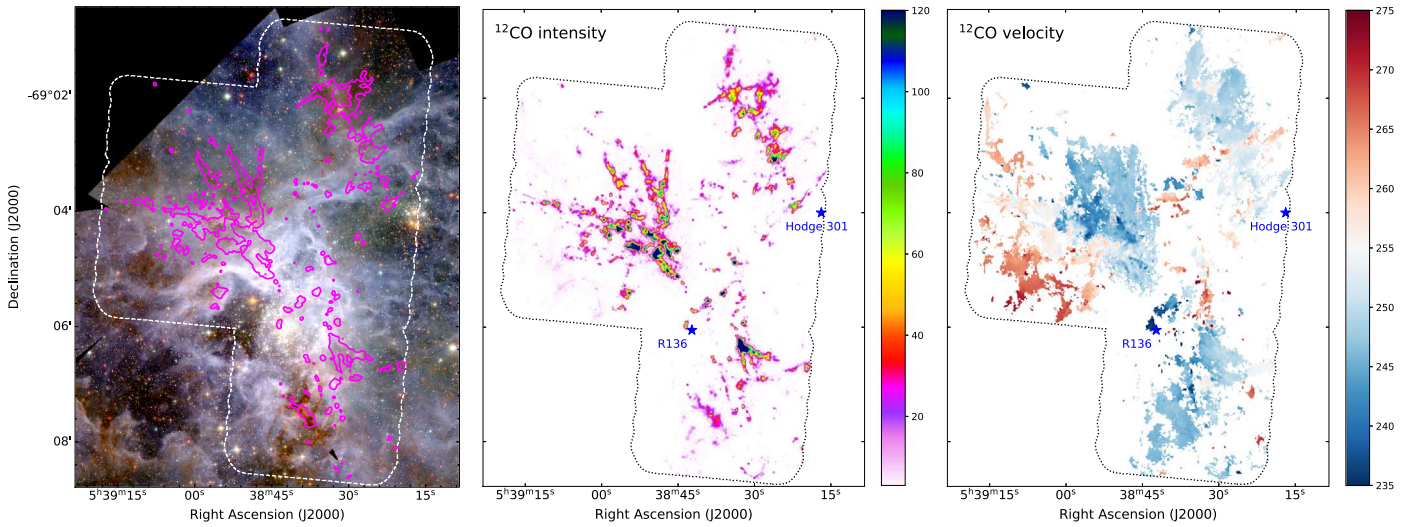 -69°02'
04'
06'
08'
Declination (J2000)
5ʰ39ᵐ15ˢ 00ˢ 38ᵐ45ˢ 30ˢ 15ˢ
Right Ascension (J2000)
¹²CO intensity
Hodge 301
R136
5ʰ39ᵐ15ˢ 00ˢ 38ᵐ45ˢ 30ˢ 15ˢ
Right Ascension (J2000)
120
100
80
60
40
20
¹²CO velocity
Hodge 301
R136
5ʰ39ᵐ15ˢ 00ˢ 38ᵐ45ˢ 30ˢ 15ˢ
Right Ascension (J2000)
275
270
265
260
255
250
245
240
235